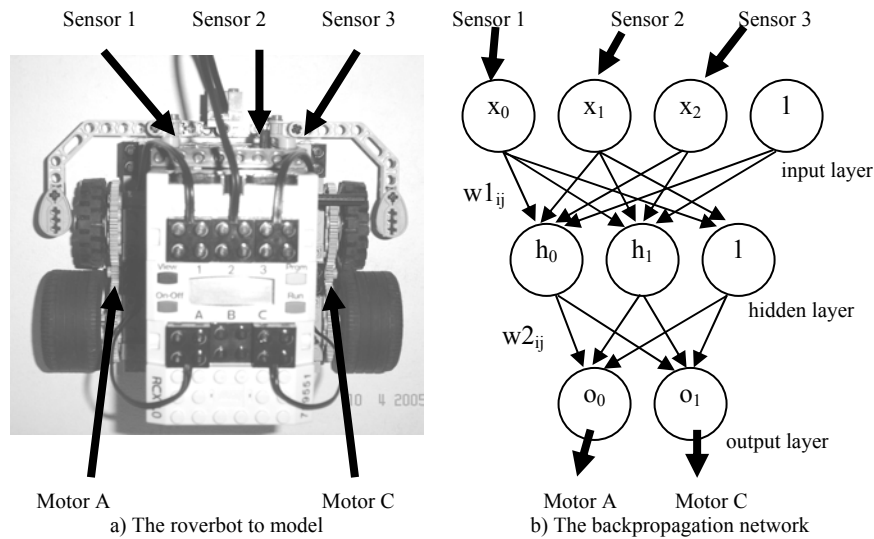 Sensor 1 Sensor 2 Sensor 3
View 1 2 3 Prgm
On-Off Run
A B C
RCX
10 4 2005
Motor A Motor C
a) The roverbot to model
Sensor 1 Sensor 2 Sensor 3
x₀ x₁ x₂ 1
input layer
w1ᵢⱼ
h₀ h₁ 1
hidden layer
w2ᵢⱼ
o₀ o₁
output layer
Motor A Motor C
b) The backpropagation network